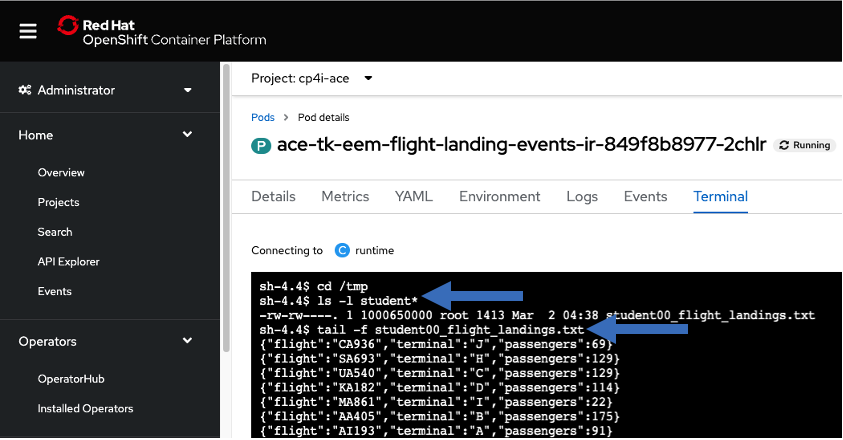 Red Hat
OpenShift Container Platform
Administrator
Home
Overview
Projects
Search
API Explorer
Events
Operators
OperatorHub
Installed Operators
Project: cp4i-ace
Pods > Pod details
P ace-tk-eem-flight-landing-events-ir-849f8b8977-2chlr Running
Details Metrics YAML Environment Logs Events Terminal
Connecting to C runtime
sh-4.4$ cd /tmp
sh-4.4$ ls -l student*
-rw-rw----. 1 1000650000 root 1413 Mar  2 04:38 student00_flight_landings.txt
sh-4.4$ tail -f student00_flight_landings.txt
{"flight":"CA936","terminal":"J","passengers":69}
{"flight":"SA693","terminal":"H","passengers":129}
{"flight":"UA540","terminal":"C","passengers":129}
{"flight":"KA182","terminal":"D","passengers":114}
{"flight":"MA861","terminal":"I","passengers":22}
{"flight":"AA405","terminal":"B","passengers":175}
{"flight":"AI193","terminal":"A","passengers":91}